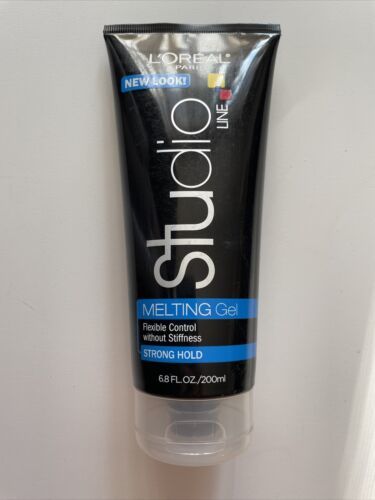 L'ORÉAL
PARIS
NEW LOOK!
Studio
LINE
MELTING Gel
Flexible Control
without Stiffness
STRONG HOLD
6.8 FL.OZ./200ml